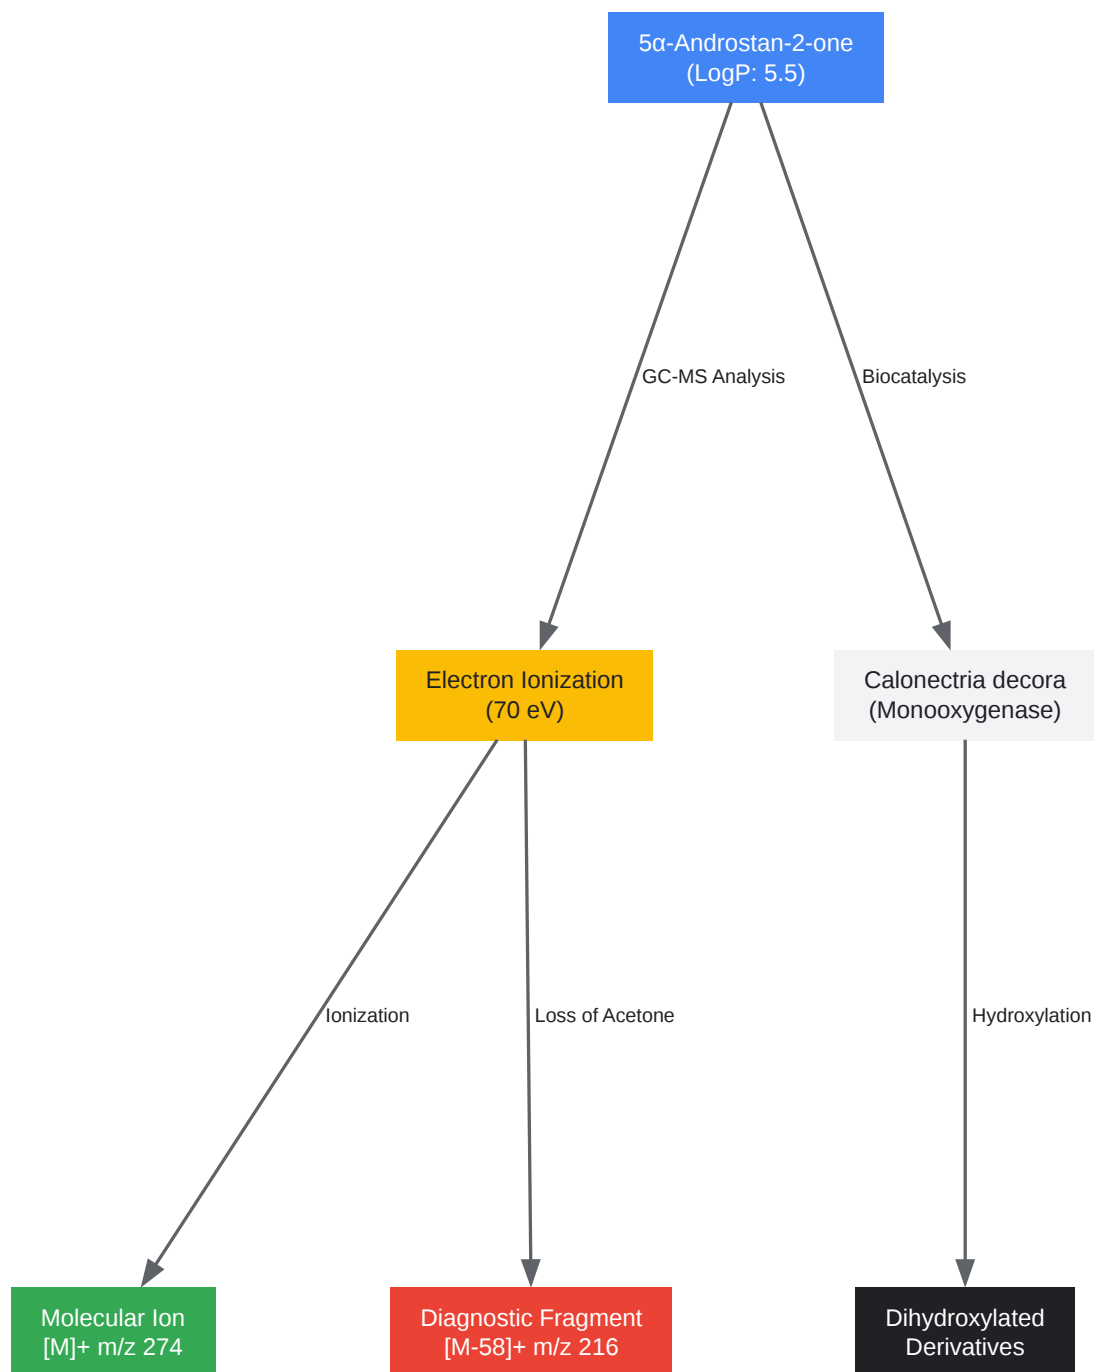 5α-Androstan-2-one
(LogP: 5.5)
GC-MS Analysis
Biocatalysis
Electron Ionization
(70 eV)
Calonectria decora
(Monooxygenase)
Ionization
Loss of Acetone
Hydroxylation
Molecular Ion
[M]+ m/z 274
Diagnostic Fragment
[M-58]+ m/z 216
Dihydroxylated
Derivatives